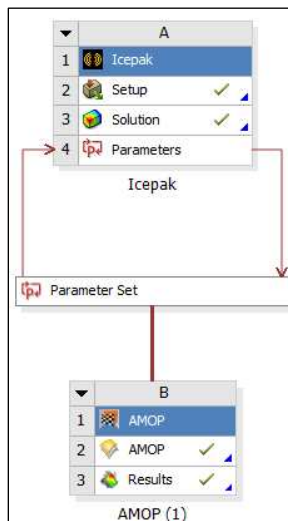 A
1 Icepak
2 Setup
3 Solution
4 Parameters
Icepak
Parameter Set
B
1 AMOP
2 AMOP
3 Results
AMOP (1)